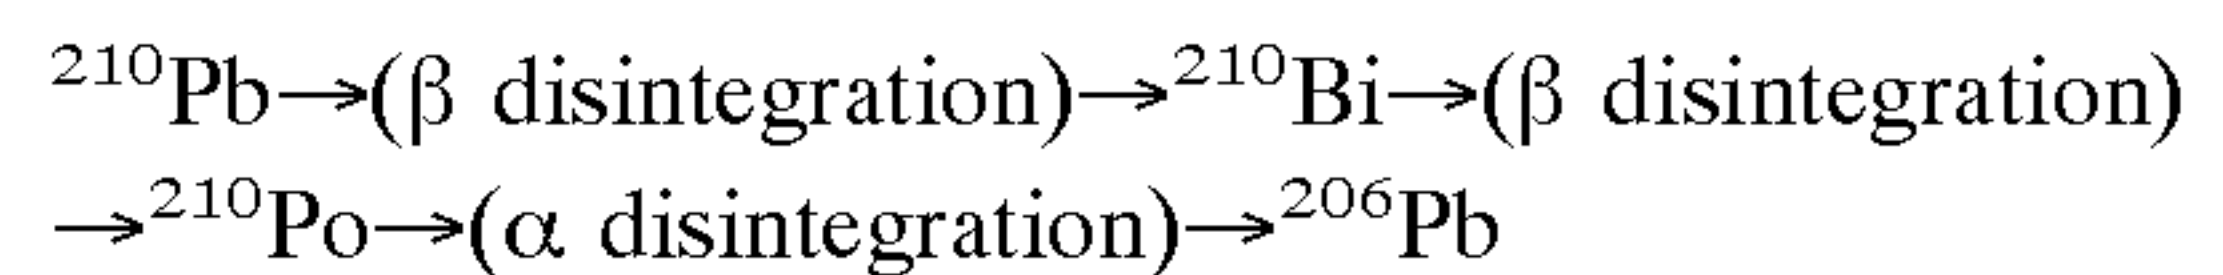 ²¹⁰Pb→(β disintegration)→²¹⁰Bi→(β disintegration)
→²¹⁰Po→(α disintegration)→²⁰⁶Pb